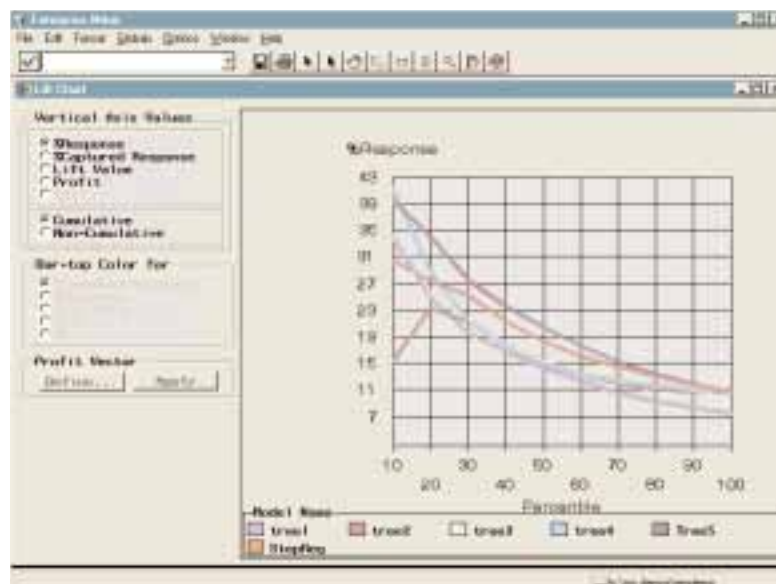 Enterprise Miner
File Edit Format Globals Options Window Help
Lift Chart
Vertical Axis Values
%Response
%Captured Response
Lift Value
Profit
Cumulative
Non-Cumulative
Bar-top Color for
Profit Vector
Define... Apply
%Response
43
39
35
31
27
23
19
15
11
7
10 30 50 70 90
20 40 60 80 100
Percentile
Model Name
tree1 tree2 tree3 tree4 Tree5
StepReg